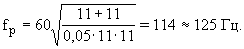 fр = 60√((11 + 11)/(0,05·11·11)) = 114 ≈ 125 Гц.